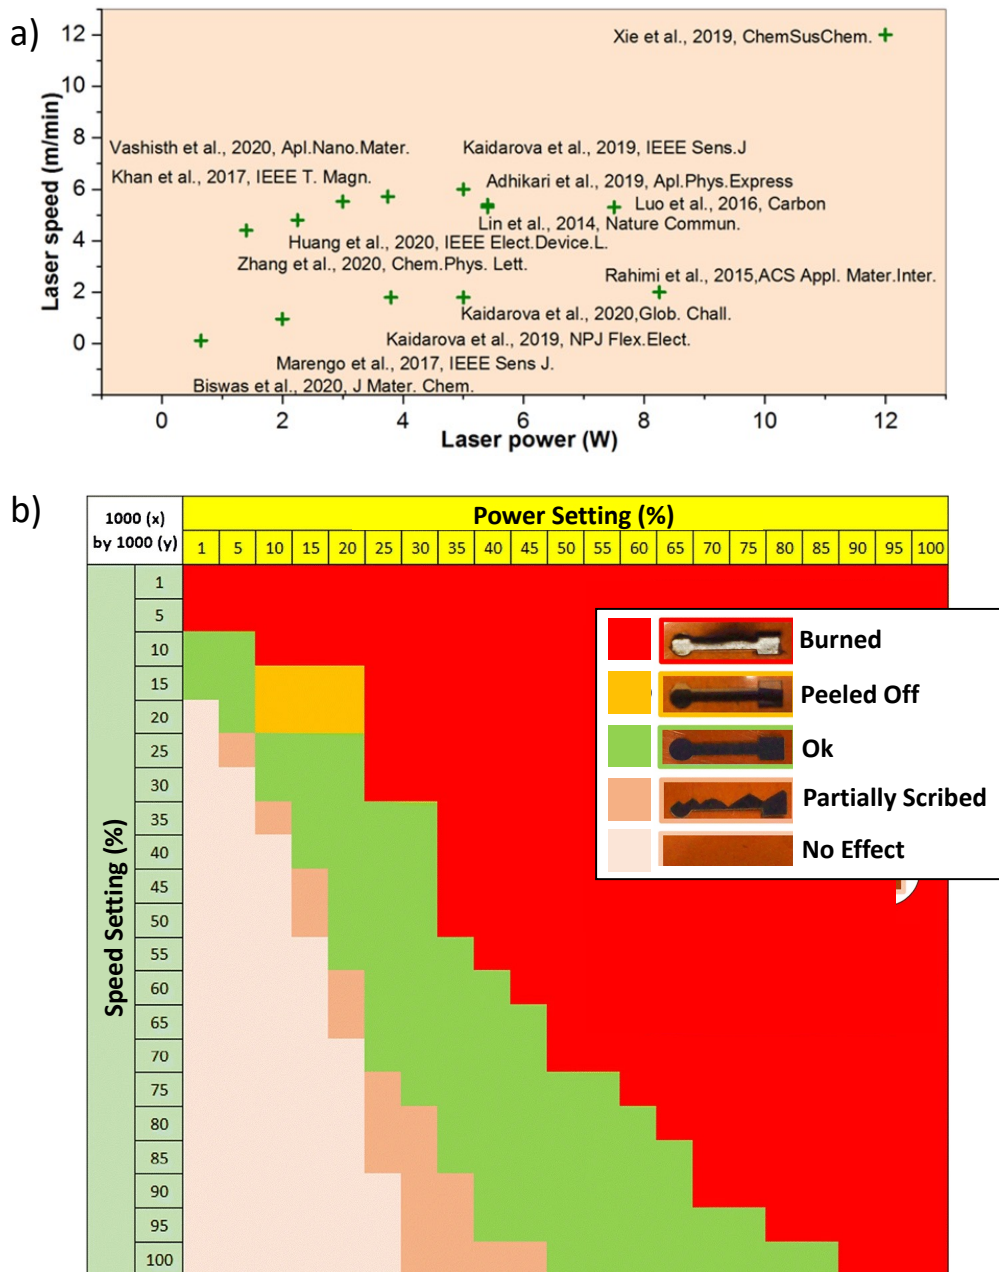 a)
Laser speed (m/min)
12
10
8
6
4
2
0
Xie et al., 2019, ChemSusChem.
Vashisth et al., 2020, Apl.Nano.Mater.
Kaidarova et al., 2019, IEEE Sens.J
Khan et al., 2017, IEEE T. Magn.
Adhikari et al., 2019, Apl.Phys.Express
Luo et al., 2016, Carbon
Lin et al., 2014, Nature Commun.
Huang et al., 2020, IEEE Elect.Device.L.
Zhang et al., 2020, Chem.Phys. Lett.
Rahimi et al., 2015,ACS Appl. Mater.Inter.
Kaidarova et al., 2020,Glob. Chall.
Kaidarova et al., 2019, NPJ Flex.Elect.
Marengo et al., 2017, IEEE Sens J.
Biswas et al., 2020, J Mater. Chem.
0 2 4 6 8 10 12
Laser power (W)
b)
1000 (x)
by 1000 (y)
Power Setting (%)
1 5 10 15 20 25 30 35 40 45 50 55 60 65 70 75 80 85 90 95 100
Speed Setting (%)
1
5
10
15
20
25
30
35
40
45
50
55
60
65
70
75
80
85
90
95
100
Burned
Peeled Off
Ok
Partially Scribed
No Effect